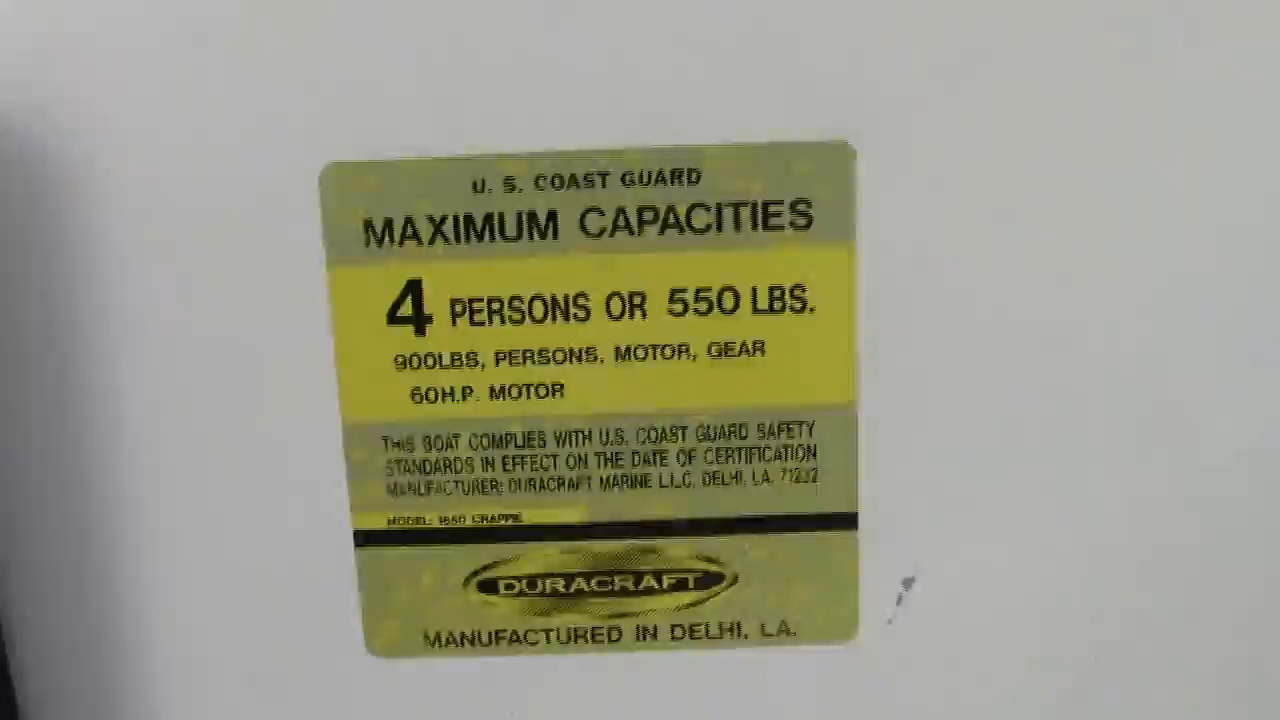 U. S. COAST GUARD
MAXIMUM CAPACITIES
4 PERSONS OR 550 LBS.
900LBS, PERSONS, MOTOR, GEAR
60H.P. MOTOR
THIS BOAT COMPLIES WITH U.S. COAST GUARD SAFETY
STANDARDS IN EFFECT ON THE DATE OF CERTIFICATION
MANUFACTURER: DURACRAFT MARINE L.L.C. DELHI, LA. 71232
MODEL: 1650 CRAPPIE
DURACRAFT
MANUFACTURED IN DELHI, LA.